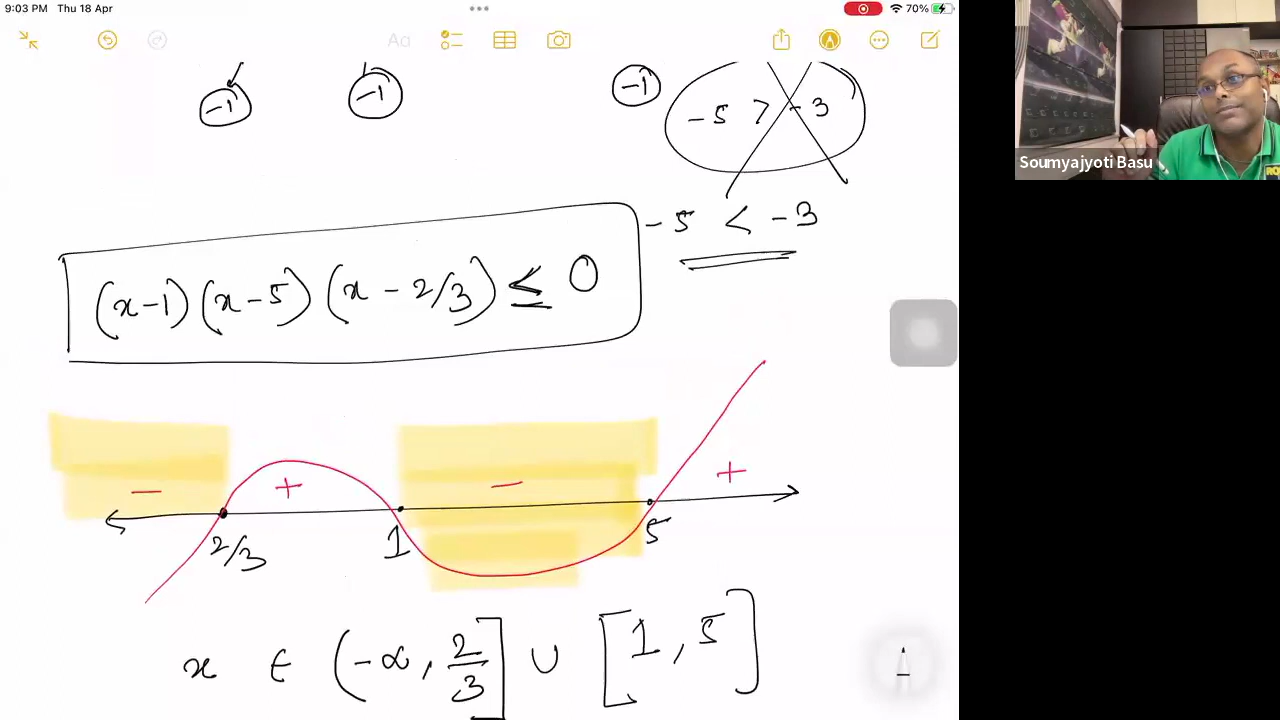 9:03 PM Thu 18 Apr
70%
Aa
-1
-1
-1
-5 > -3
-5 < -3
(x-1)(x-5)(x-2/3) ≤ 0
- + - +
2/3 1 5
x ∈ (-∞, 2/3] ∪ [1, 5]
Soumyajyoti Basu